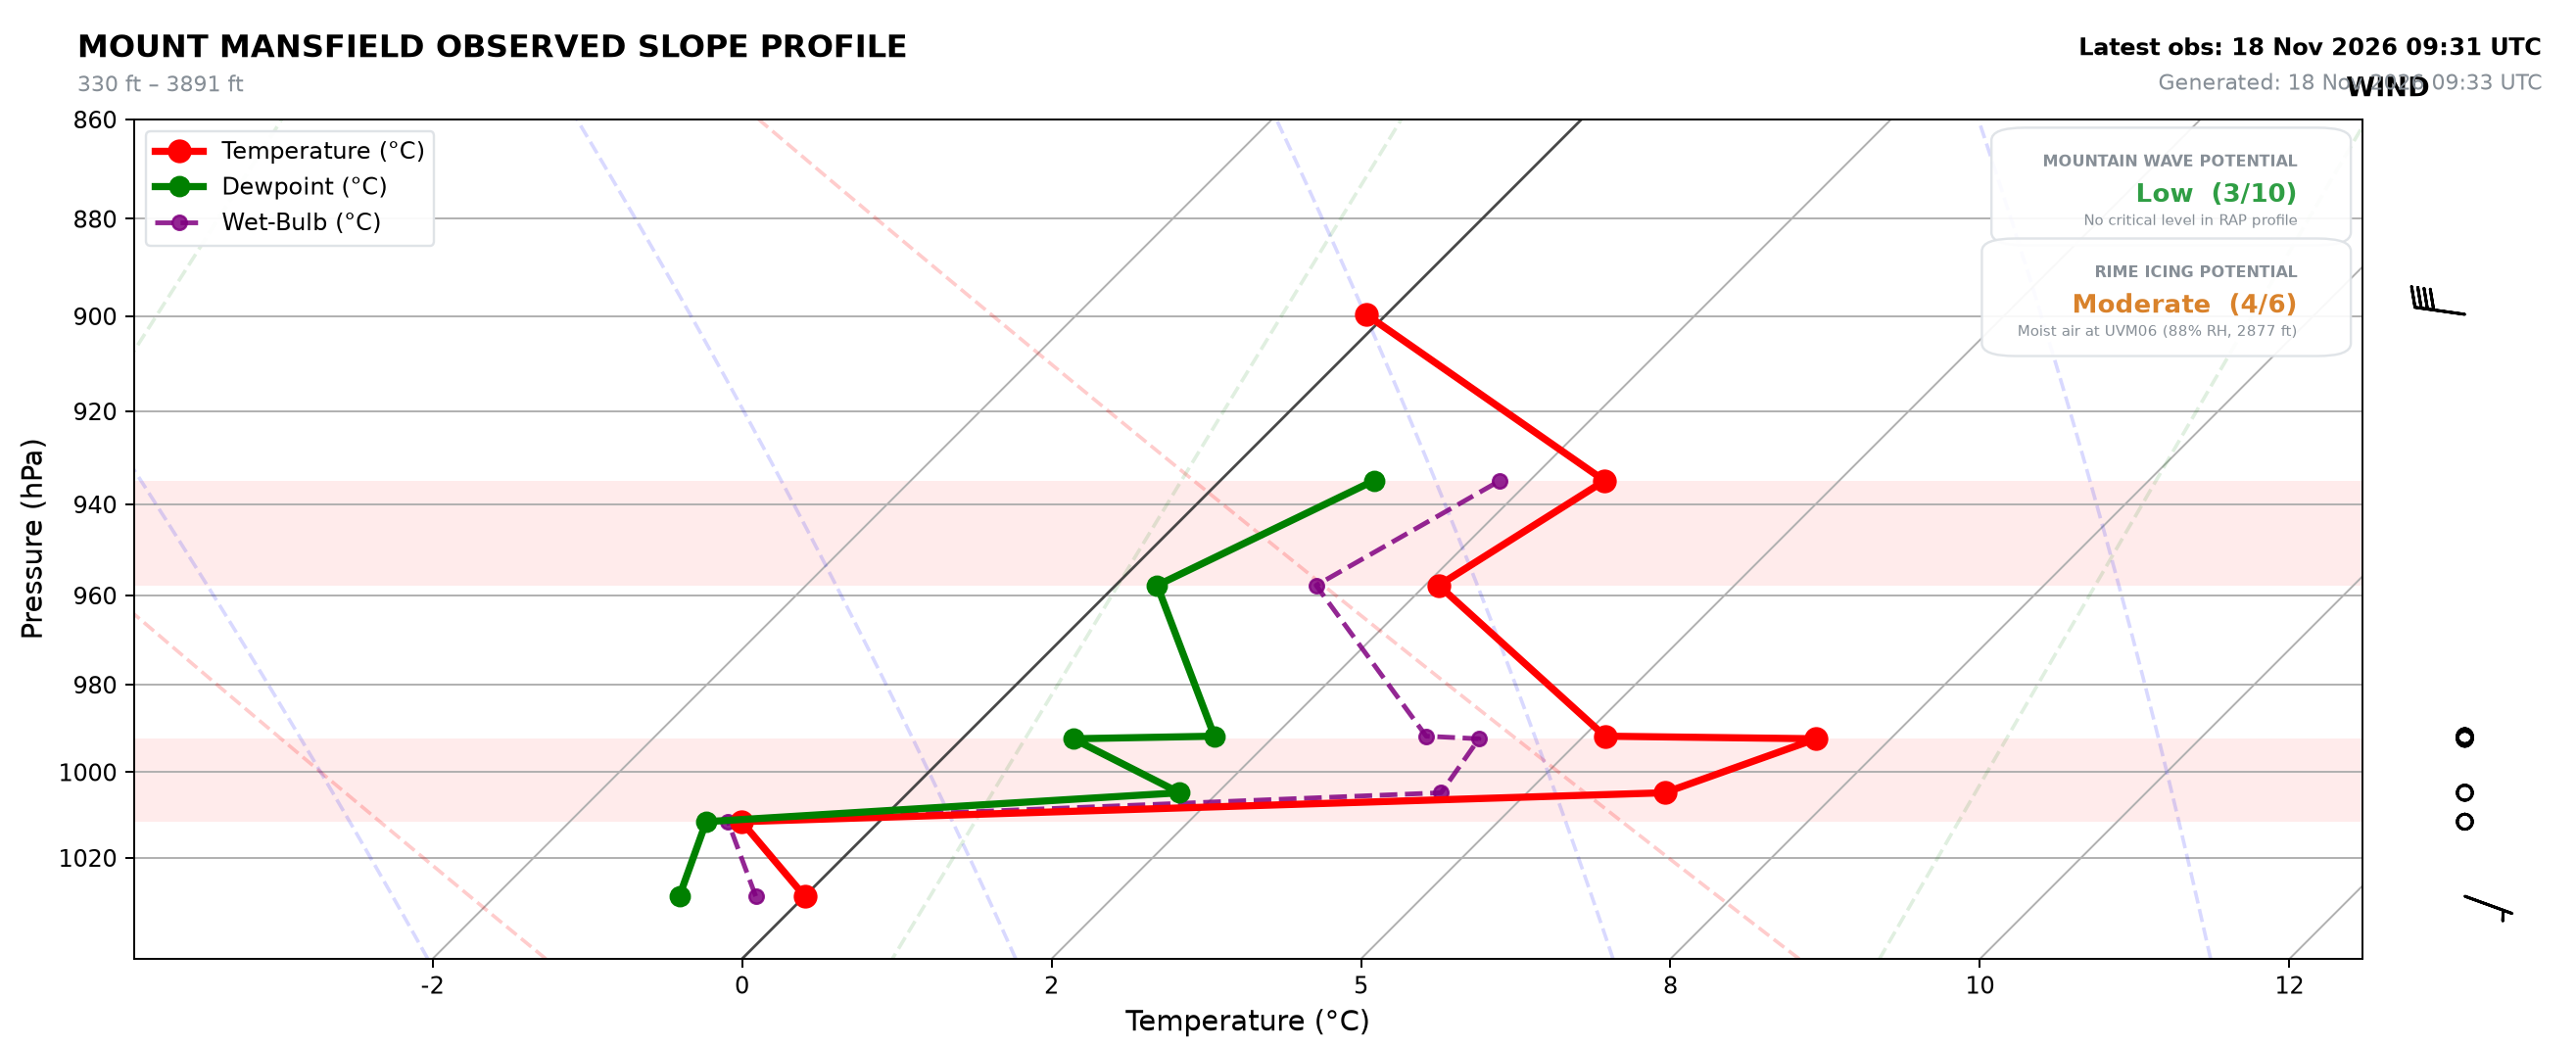 MOUNT MANSFIELD OBSERVED SLOPE PROFILE
330 ft – 3891 ft
Latest obs: 18 Nov 2026 09:31 UTC
Generated: 18 Nov 2026 09:33 UTC
WIND
Temperature (°C)
Dewpoint (°C)
Wet-Bulb (°C)
MOUNTAIN WAVE POTENTIAL
Low (3/10)
No critical level in RAP profile
RIME ICING POTENTIAL
Moderate (4/6)
Moist air at UVM06 (88% RH, 2877 ft)
Pressure (hPa)
860
880
900
920
940
960
980
1000
1020
-2 0 2 5 8 10 12
Temperature (°C)